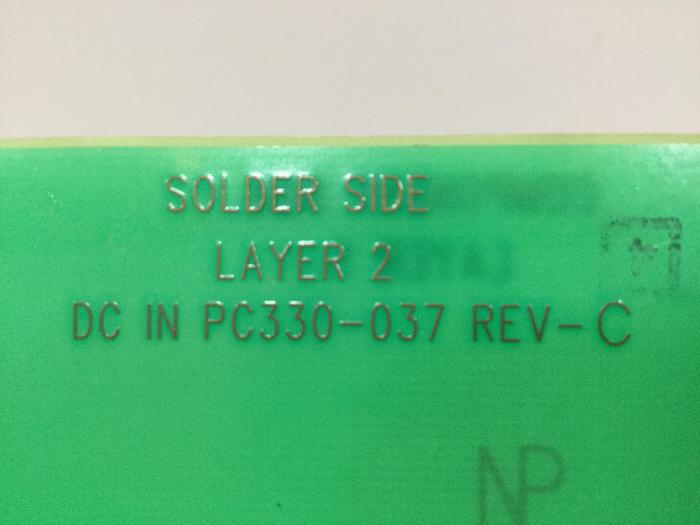 SOLDER SIDE
LAYER 2
DC IN PC330-037 REV-C
NP